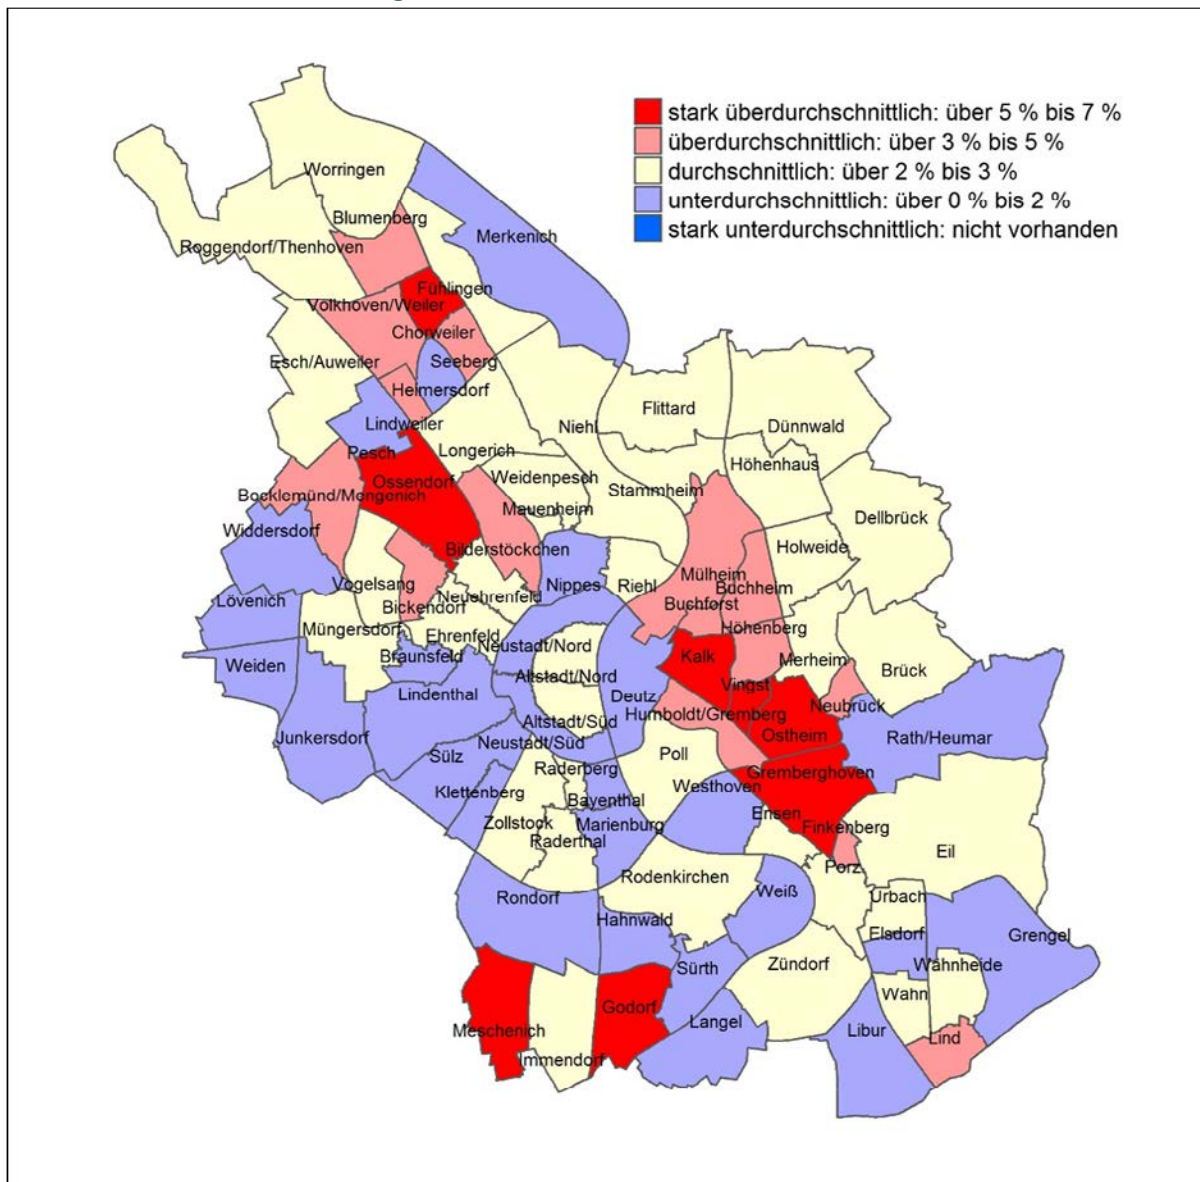 stark überdurchschnittlich: über 5 % bis 7 %
überdurchschnittlich: über 3 % bis 5 %
durchschnittlich: über 2 % bis 3 %
unterdurchschnittlich: über 0 % bis 2 %
stark unterdurchschnittlich: nicht vorhanden
Worringen
Blumenberg
Merkenich
Roggendorf/Thenhoven
Fühlingen
Volkhoven/Weiler
Chorweiler
Esch/Auweiler
Seeberg
Heimersdorf
Flittard
Lindweiler
Niehl
Dünnwald
Pesch
Longerich
Höhenhaus
Ossendorf
Weidenpesch
Stammheim
Bocklemünd/Mengenich
Mauenheim
Dellbrück
Widdersdorf
Bilderstöckchen
Holweide
Vogelsang
Nippes
Riehl
Mülheim
Buchheim
Lövenich
Neuehrenfeld
Bickendorf
Buchforst
Müngersdorf
Ehrenfeld
Höhenberg
Neustadt/Nord
Braunsfeld
Kalk
Merheim
Weiden
Altstadt/Nord
Brück
Lindenthal
Deutz
Vingst
Neubrück
Humboldt/Gremberg
Altstadt/Süd
Ostheim
Junkersdorf
Neustadt/Süd
Rath/Heumar
Sülz
Poll
Raderberg
Gremberghoven
Klettenberg
Westhoven
Bayenthal
Ensen
Zollstock
Marienburg
Finkenberg
Raderthal
Eil
Porz
Rodenkirchen
Weiß
Rondorf
Urbach
Hahnwald
Elsdorf
Grengel
Sürth
Zündorf
Wahnheide
Wahn
Godorf
Langel
Meschenich
Libur
Lind
Immendorf